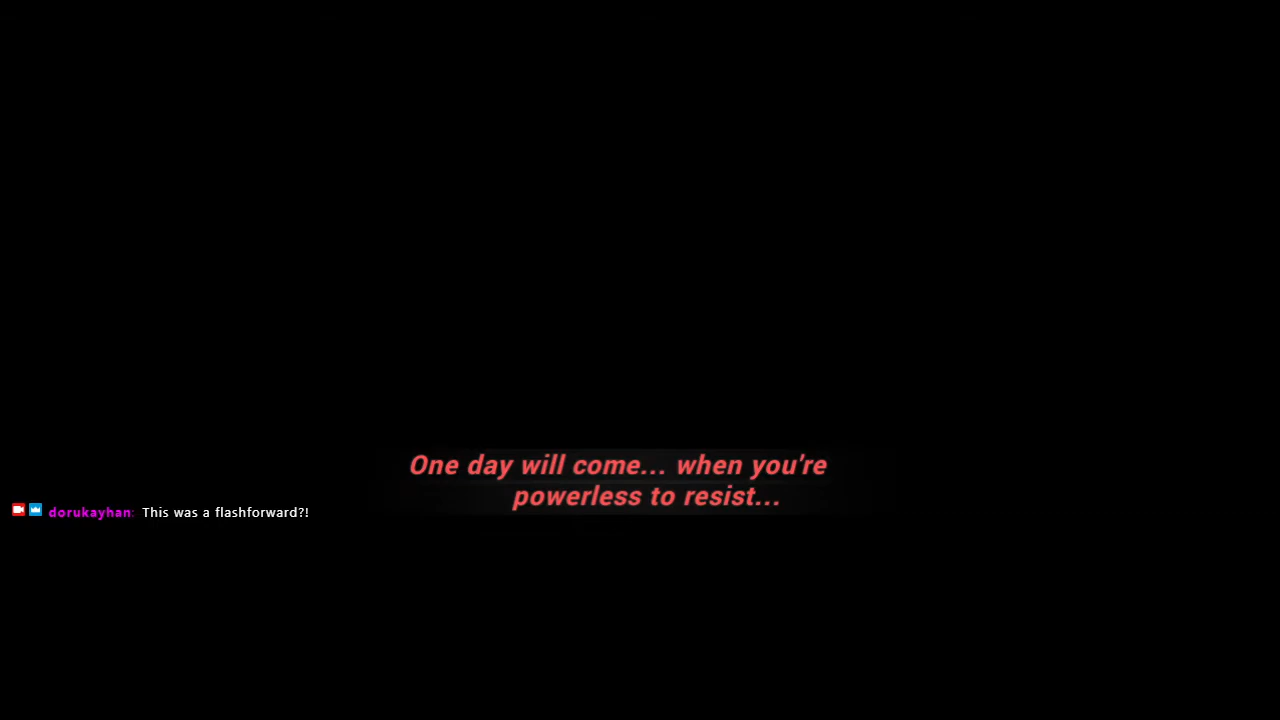 One day will come... when you're
powerless to resist...
dorukayhan: This was a flashforward?!